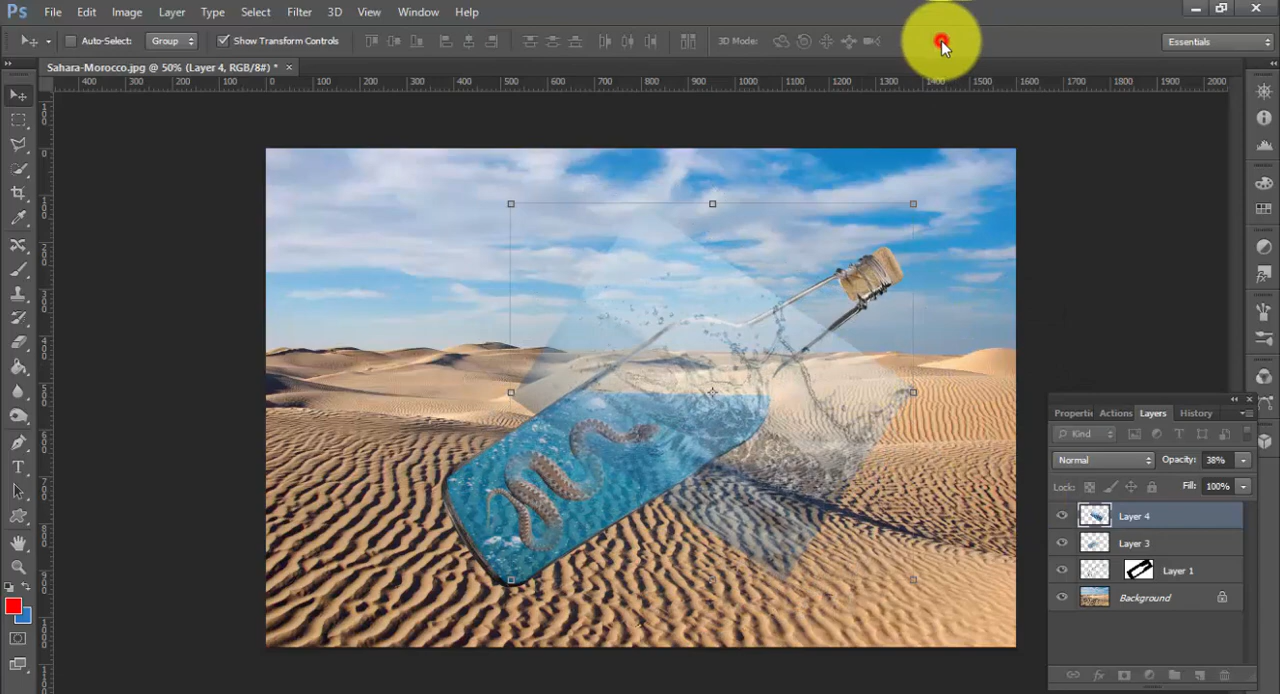 Ps File Edit Image Layer Type Select Filter 3D View Window Help
Auto-Select: Group Show Transform Controls 3D Mode: Essentials
Sahara-Morocco.jpg @ 50% (Layer 4, RGB/8#) * ×
400 300 200 100 0 100 200 300 400 500 600 700 800 900 1000 1100 1200 1300 1400 1500 1600 1700 1800 1900 2000
Properti Actions Layers History
Kind
Normal Opacity: 38%
Lock: Fill: 100%
Layer 4
Layer 3
Layer 1
Background